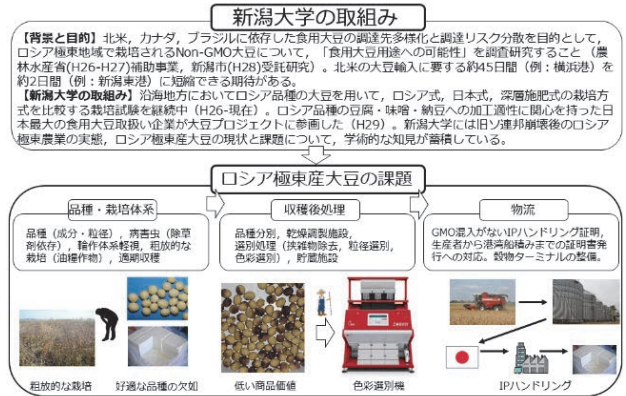 新潟大学の取組み
【背景と目的】北米，カナダ，ブラジルに依存した食用大豆の調達先多様化と調達リスク分散を目的として，
ロシア極東地域で栽培されるNon-GMO大豆について，「食用大豆用途への可能性」を調査研究すること（農
林水産省(H26-H27)補助事業，新潟市(H28)受託研究）。北米の大豆輸入に要する約45日間（例：横浜港）を
約2日間（例：新潟東港）に短縮できる期待がある。
【新潟大学の取組み】沿海地方においてロシア品種の大豆を用いて，ロシア式，日本式，深層施肥式の栽培方
式を比較する栽培試験を継続中（H26-現在）。ロシア品種の豆腐・味噌・納豆への加工適性に関心を持った日
本最大の食用大豆取扱い企業が大豆プロジェクトに参画した（H29）。新潟大学には旧ソ連邦崩壊後のロシア
極東農業の実態，ロシア極東産大豆の現状と課題について，学術的な知見が蓄積している。
ロシア極東産大豆の課題
品種・栽培体系
品種（成分・粒径），病害虫（除草
剤依存），輪作体系軽視，粗放的な
栽培（油糧作物），適期収穫
粗放的な栽培
好適な品種の欠如
収穫後処理
品種分別，乾燥調製施設，
選別処理（挟雑物除去，粒径選別，
色彩選別），貯蔵施設
低い商品価値
色彩選別機
物流
GMO混入がないIPハンドリング証明，
生産者から港湾船積みまでの証明書発
行への対応。穀物ターミナルの整備。
IPハンドリング